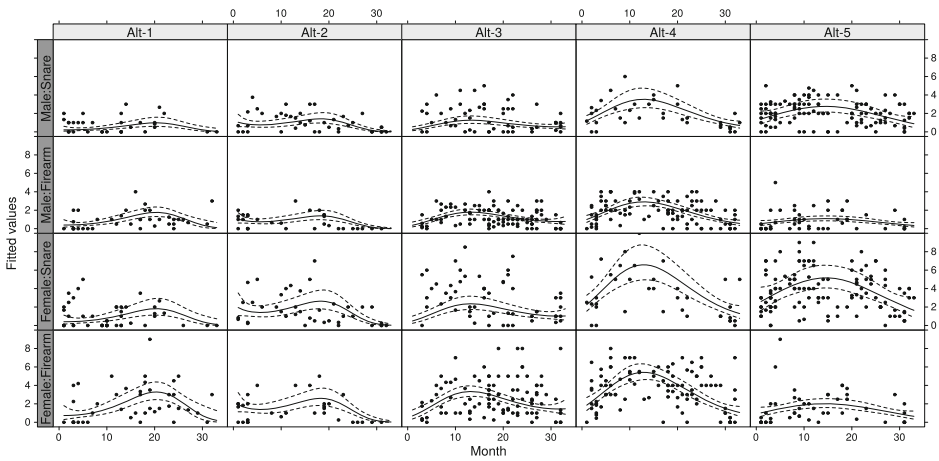 0 10 20 30 0 10 20 30
Alt-1 Alt-2 Alt-3 Alt-4 Alt-5
Male:Snare
8
6
4
2
0
Male:Firearm
8
6
4
2
0
Female:Snare
8
6
4
2
0
Female:Firearm
8
6
4
2
0
Fitted values
0 10 20 30 0 10 20 30 0 10 20 30
Month